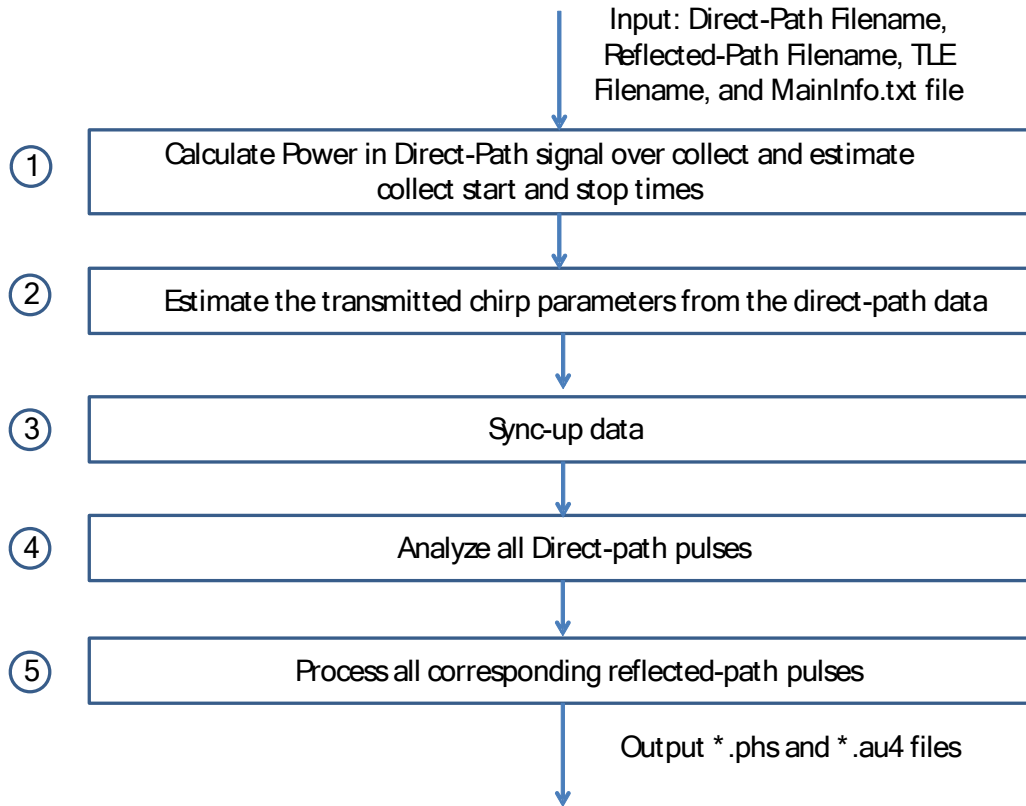 Input: Direct-Path Filename,
Reflected-Path Filename, TLE
Filename, and MainInfo.txt file
1
Calculate Power in Direct-Path signal over collect and estimate
collect start and stop times
2
Estimate the transmitted chirp parameters from the direct-path data
3
Sync-up data
4
Analyze all Direct-path pulses
5
Process all corresponding reflected-path pulses
Output *.phs and *.au4 files